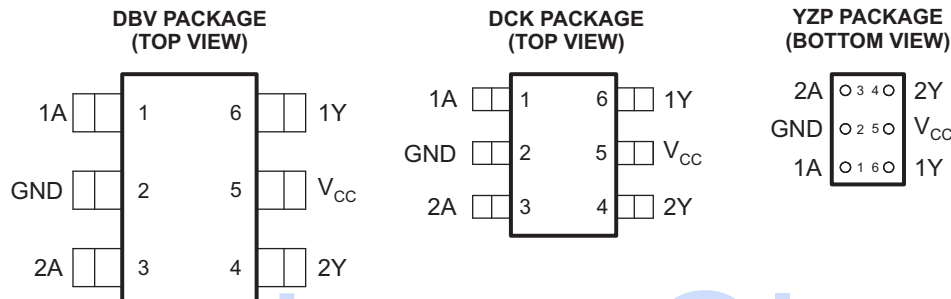 DBV PACKAGE
(TOP VIEW)
1A 1 6 1Y
GND 2 5 VCC
2A 3 4 2Y
DCK PACKAGE
(TOP VIEW)
1A 1 6 1Y
GND 2 5 VCC
2A 3 4 2Y
YZP PACKAGE
(BOTTOM VIEW)
2A 3 4 2Y
GND 2 5 VCC
1A 1 6 1Y